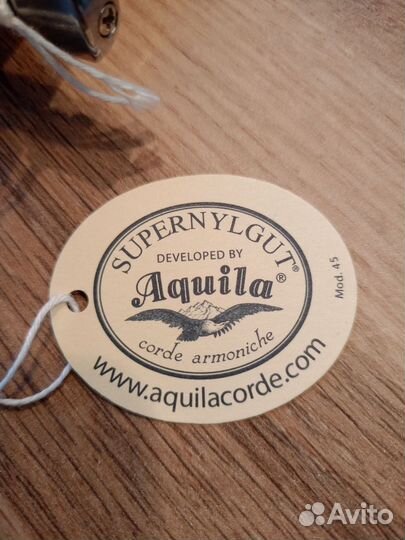 SUPERNYLGUT®
DEVELOPED BY
Aquila®
corde armoniche
www.aquilacorde.com
Mod. 45
Avito